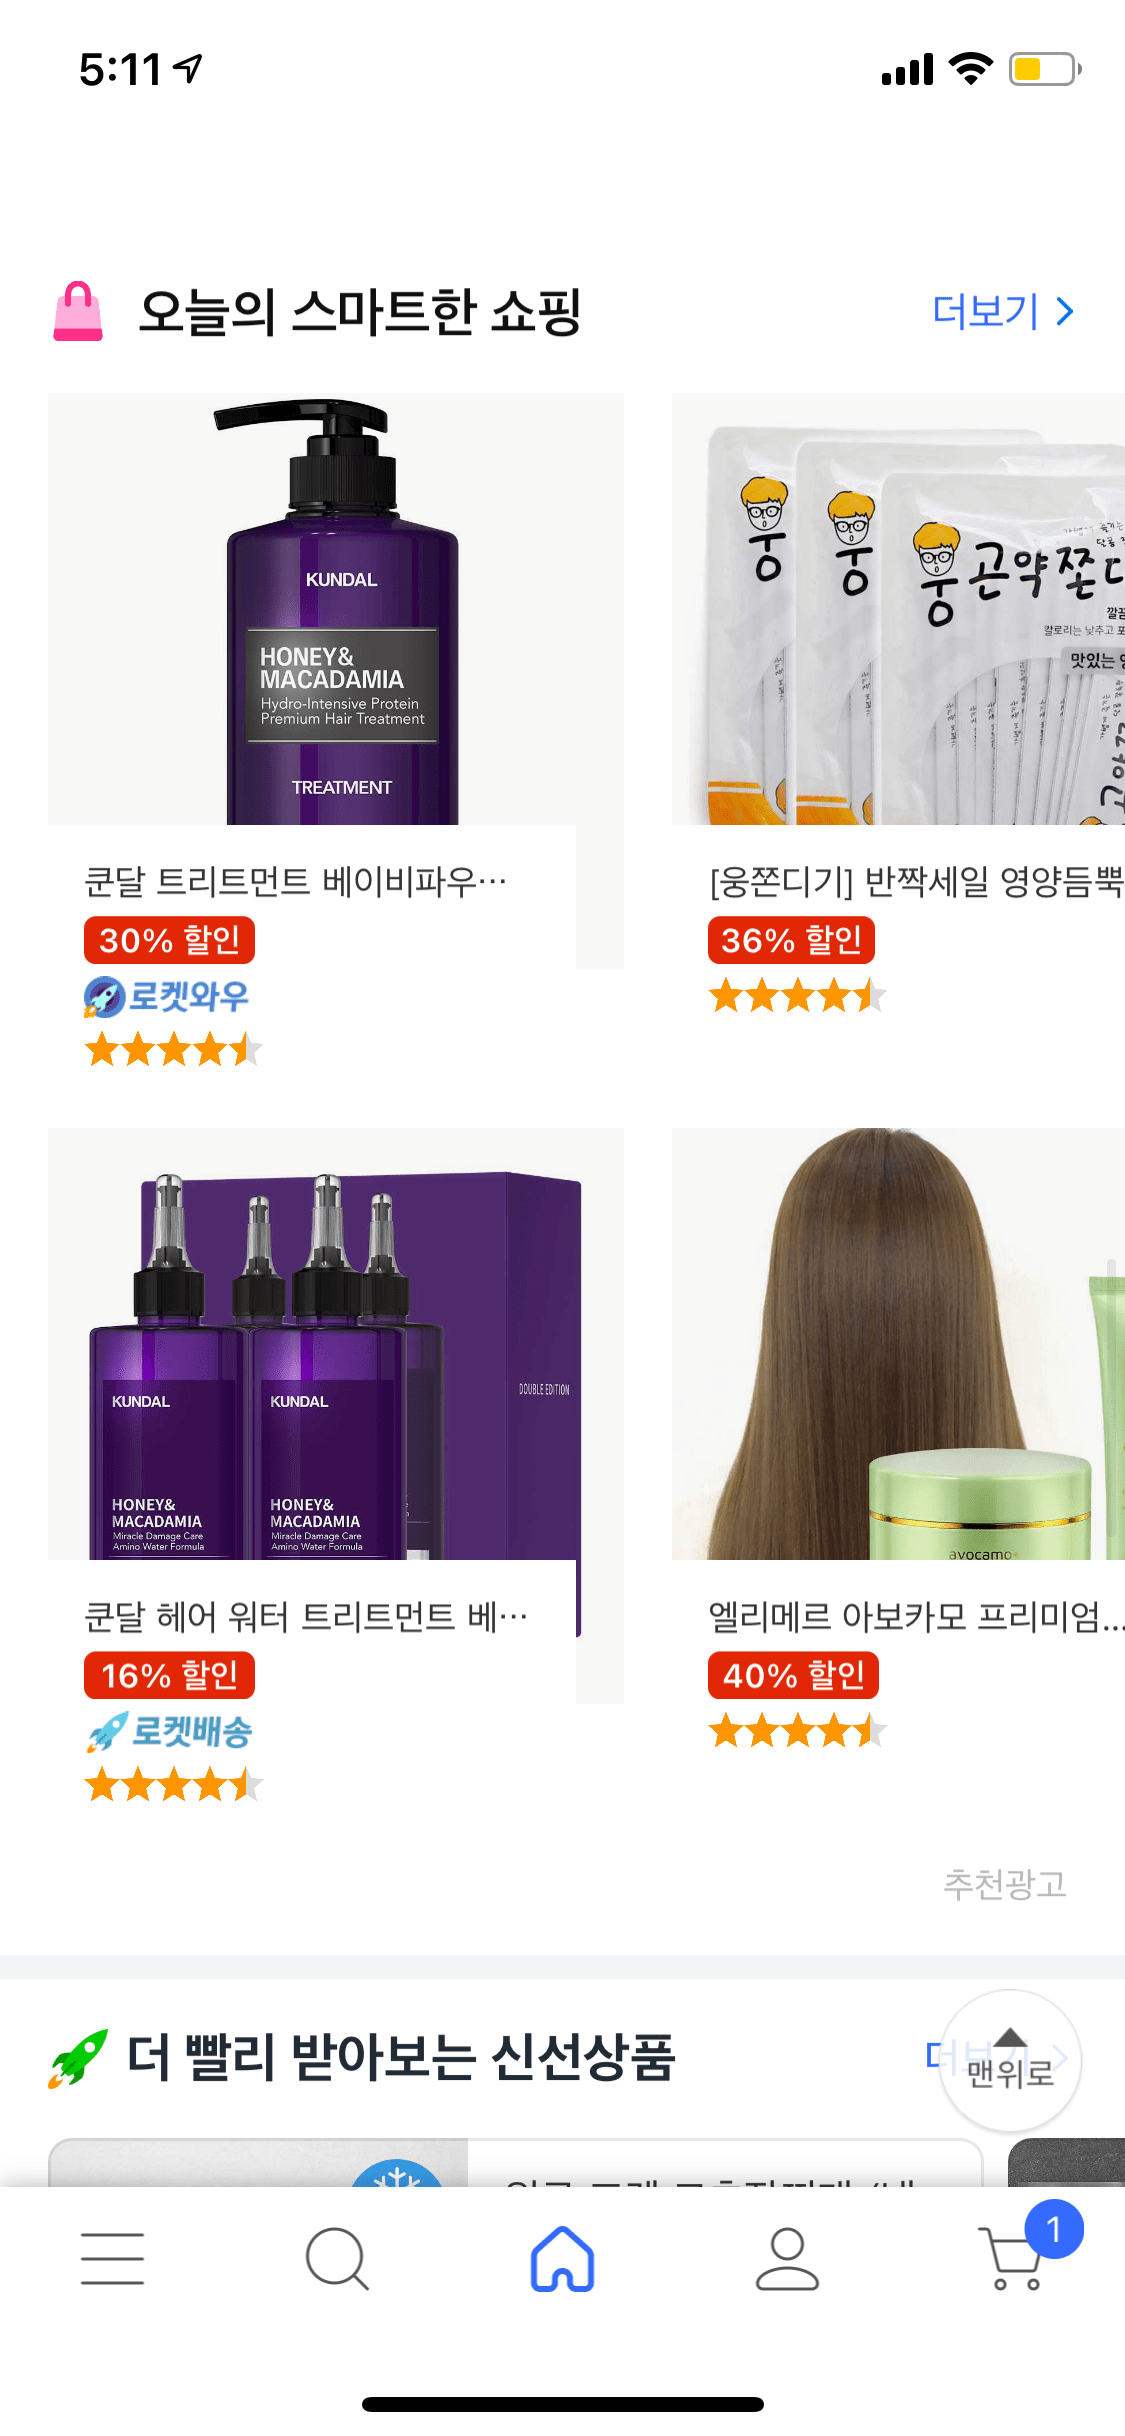 5:11
오늘의 스마트한 쇼핑
더보기
KUNDAL
HONEY&
MACADAMIA
Hydro-Intensive Protein
Premium Hair Treatment
TREATMENT
웅
웅
웅 곤약쫀디
칼로리는 낮추고
맛있는
쿤달 트리트먼트 베이비파우…
30% 할인
로켓와우
[웅쫀디기] 반짝세일 영양듬뿍
36% 할인
DOUBLE EDITION
KUNDAL
KUNDAL
HONEY&
MACADAMIA
Miracle Damage Care
Amino Water Formula
HONEY&
MACADAMIA
Miracle Damage Care
Amino Water Formula
avocamo
쿤달 헤어 워터 트리트먼트 베…
16% 할인
로켓배송
엘리메르 아보카모 프리미엄...
40% 할인
추천광고
더 빨리 받아보는 신선상품
더보기
맨위로
1